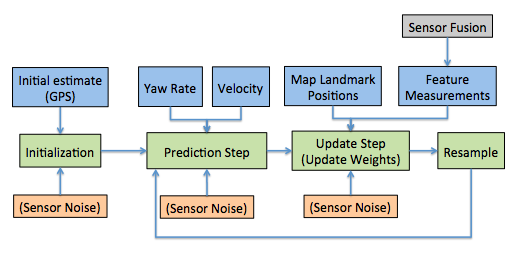 Sensor Fusion
Initial estimate
(GPS)
Yaw Rate
Velocity
Map Landmark
Positions
Feature
Measurements
Initialization
Prediction Step
Update Step
(Update Weights)
Resample
(Sensor Noise)
(Sensor Noise)
(Sensor Noise)